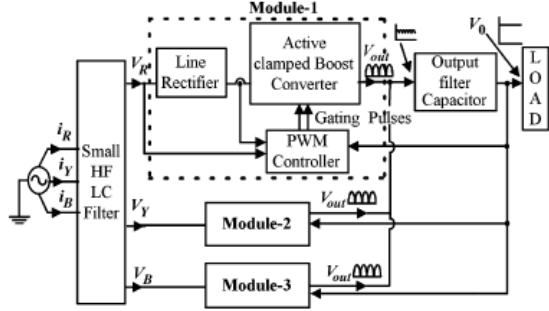 Module-1
V0
VR
Line
Rectifier
Active
clamped Boost
Converter
Vout
Output
filter
Capacitor
L
O
A
D
Gating Pulses
PWM
Controller
iR
iY
iB
Small
HF
LC
Filter
VY
Module-2
Vout
VB
Module-3
Vout